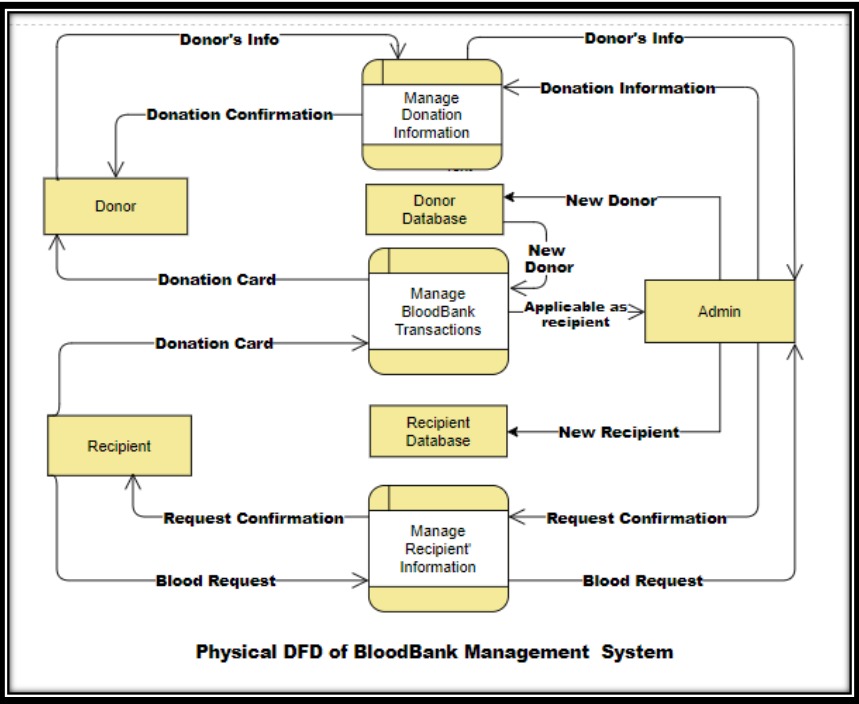 Donor's Info
Donor's Info
Manage
Donation
Information
Donation Information
Donation Confirmation
Donor
Donor
Database
New Donor
New
Donor
Donation Card
Manage
BloodBank
Transactions
Applicable as
recipient
Admin
Donation Card
Recipient
Recipient
Database
New Recipient
Request Confirmation
Manage
Recipient'
Information
Request Confirmation
Blood Request
Blood Request
Physical DFD of BloodBank Management System